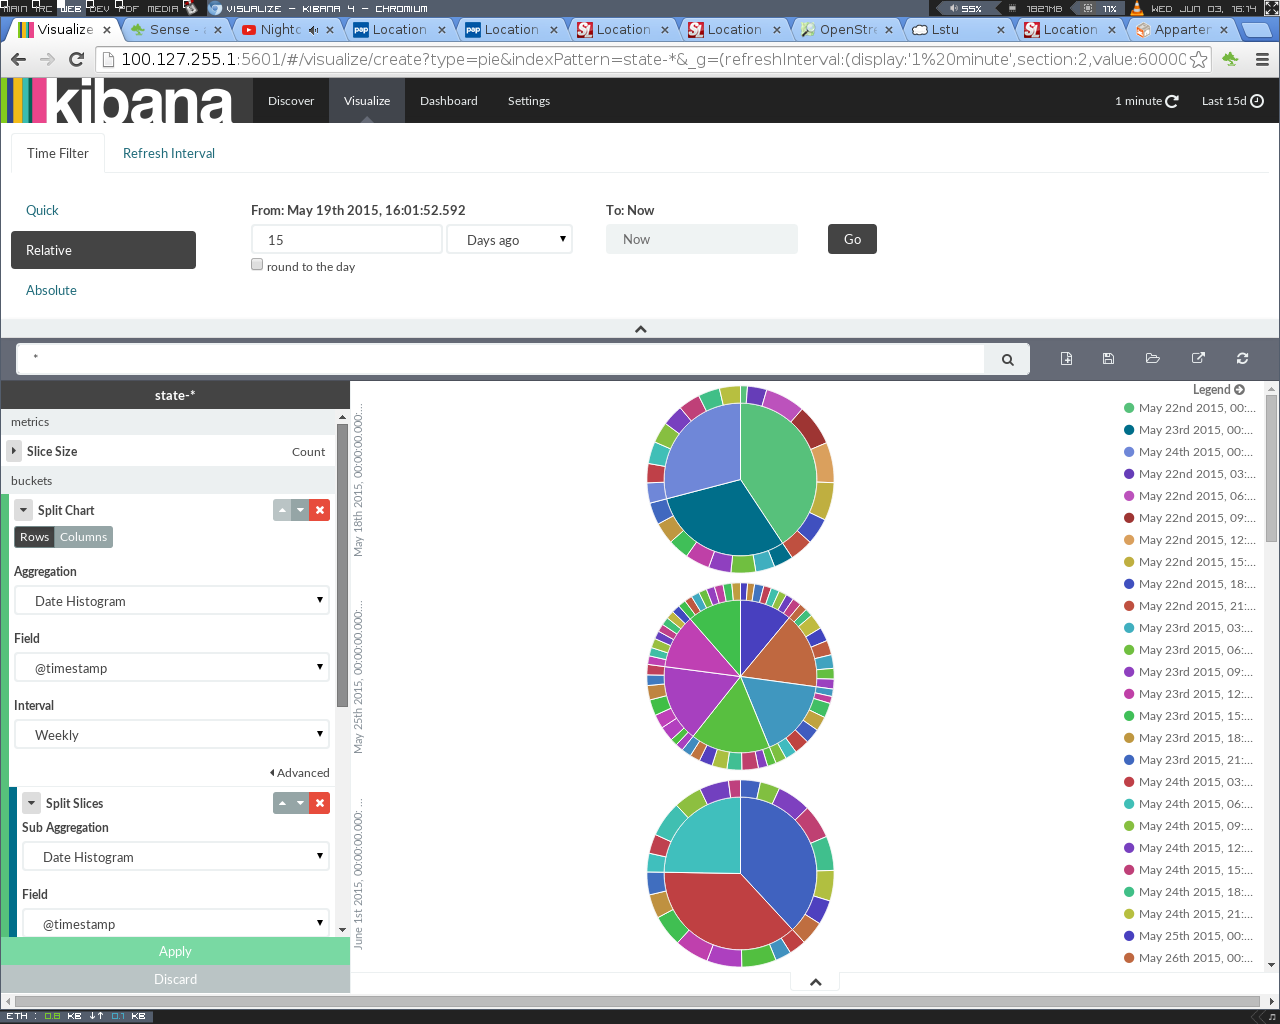 MAIN ARC WEB DEV PDF MEDIA VISUALIZE - KIBANA 4 - CHROMIUM 55% 1821MB 11% WED JUN 03, 16:14
Visualize Sense - Nightc Location Location Location Location OpenStre Lstu Location Apparter
100.127.255.1:5601/#/visualize/create?type=pie&indexPattern=state-*&_g=(refreshInterval:(display:'1%20minute',section:2,value:60000
kibana Discover Visualize Dashboard Settings 1 minute Last 15d
Time Filter Refresh Interval
Quick
Relative
Absolute
From: May 19th 2015, 16:01:52.592 To: Now
15 Days ago Now Go
round to the day
*
state-*
metrics
Slice Size Count
buckets
Split Chart
Rows Columns
Aggregation
Date Histogram
Field
@timestamp
Interval
Weekly
Advanced
Split Slices
Sub Aggregation
Date Histogram
Field
@timestamp
Apply
Discard
May 18th 2015, 00:00:00.000:...
May 25th 2015, 00:00:00.000:...
June 1st 2015, 00:00:00.000: ...
Legend
May 22nd 2015, 00:...
May 23rd 2015, 00:...
May 24th 2015, 00:...
May 22nd 2015, 03:...
May 22nd 2015, 06:...
May 22nd 2015, 09:...
May 22nd 2015, 12:...
May 22nd 2015, 15:...
May 22nd 2015, 18:...
May 22nd 2015, 21:...
May 23rd 2015, 03:...
May 23rd 2015, 06:...
May 23rd 2015, 09:...
May 23rd 2015, 12:...
May 23rd 2015, 15:...
May 23rd 2015, 18:...
May 23rd 2015, 21:...
May 24th 2015, 03:...
May 24th 2015, 06:...
May 24th 2015, 09:...
May 24th 2015, 12:...
May 24th 2015, 15:...
May 24th 2015, 18:...
May 24th 2015, 21:...
May 25th 2015, 00:...
May 26th 2015, 00:...
ETH : 0.8 KB ↓↑ 0.1 KB